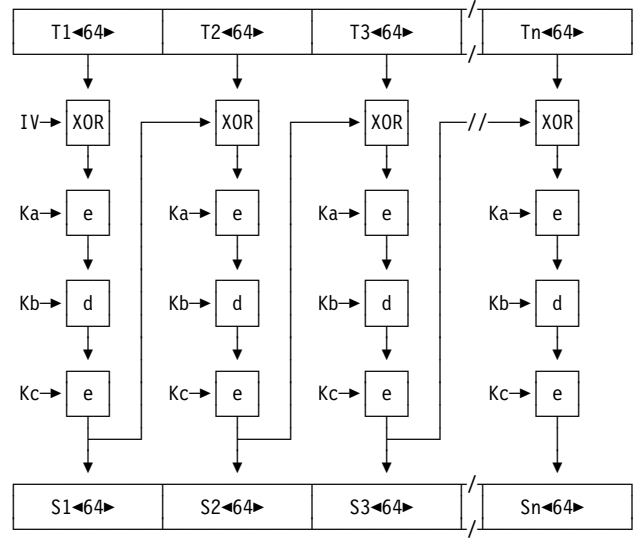 T1◄64► T2◄64► T3◄64► Tn◄64►
IV XOR XOR XOR // XOR
Ka e Ka e Ka e Ka e
Kb d Kb d Kb d Kb d
Kc e Kc e Kc e Kc e
S1◄64► S2◄64► S3◄64► Sn◄64►